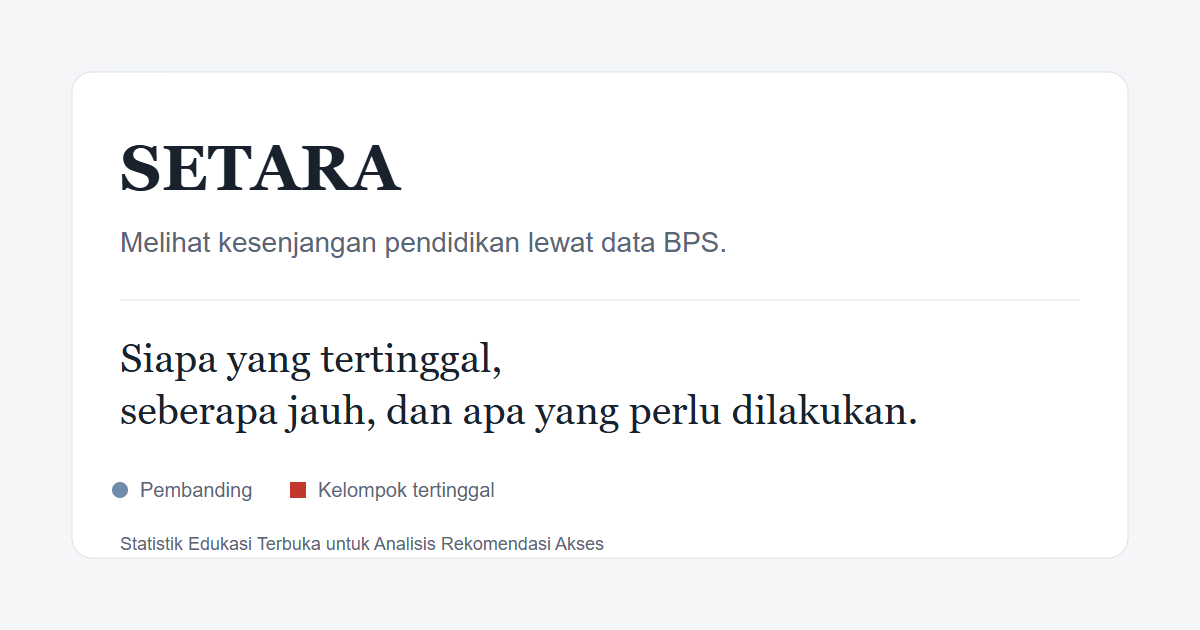 SETARA
Melihat kesenjangan pendidikan lewat data BPS.
Siapa yang tertinggal,
seberapa jauh, dan apa yang perlu dilakukan.
Pembanding
Kelompok tertinggal
Statistik Edukasi Terbuka untuk Analisis Rekomendasi Akses